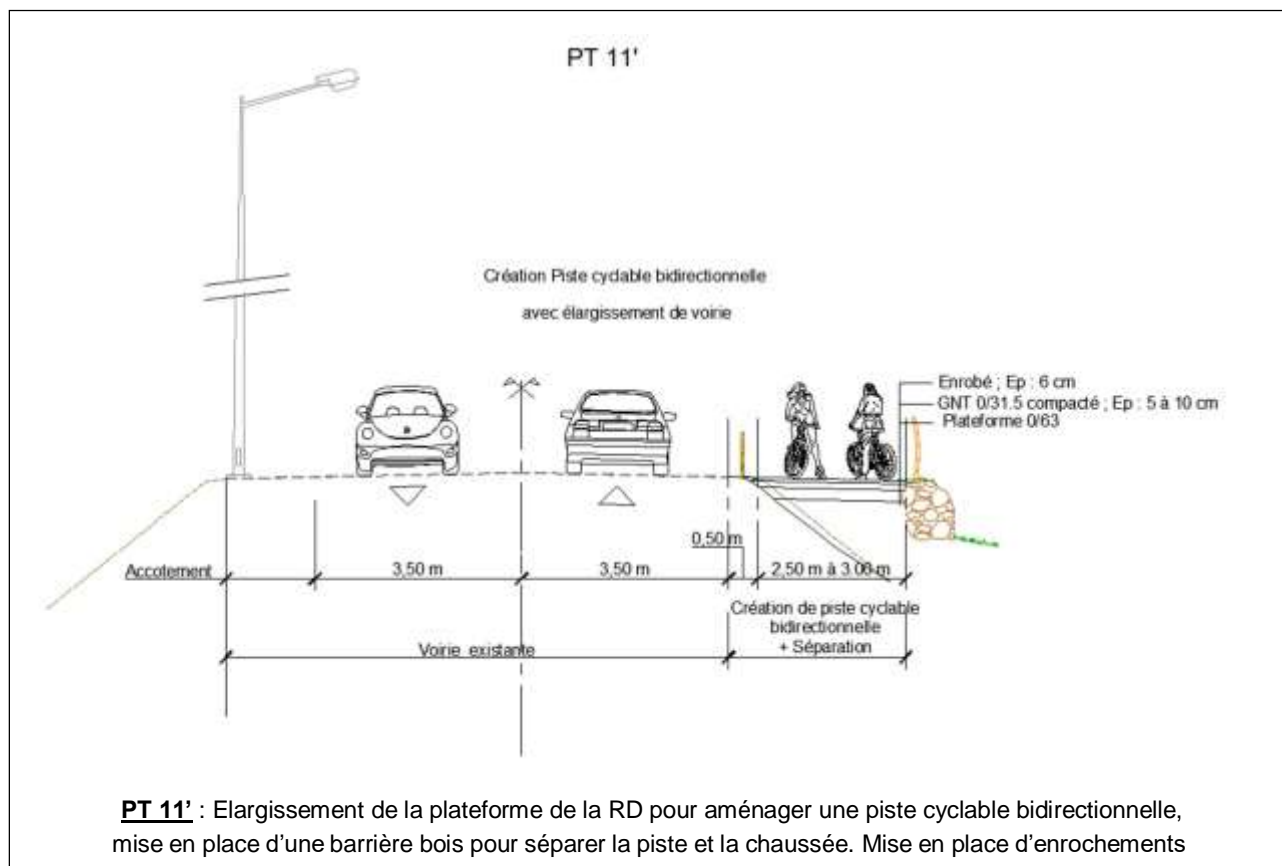 PT 11'
Création Piste cyclable bidirectionnelle
avec élargissement de voirie
Enrobé ; Ep : 6 cm
GNT 0/31.5 compacté ; Ep : 5 à 10 cm
Plateforme 0/63
0,50 m
Accotement
3,50 m
3,50 m
2,50 m à 3.00 m
Création de piste cyclable
bidirectionnelle
+ Séparation
Voirie existante
PT 11’ : Elargissement de la plateforme de la RD pour aménager une piste cyclable bidirectionnelle,
mise en place d’une barrière bois pour séparer la piste et la chaussée. Mise en place d’enrochements